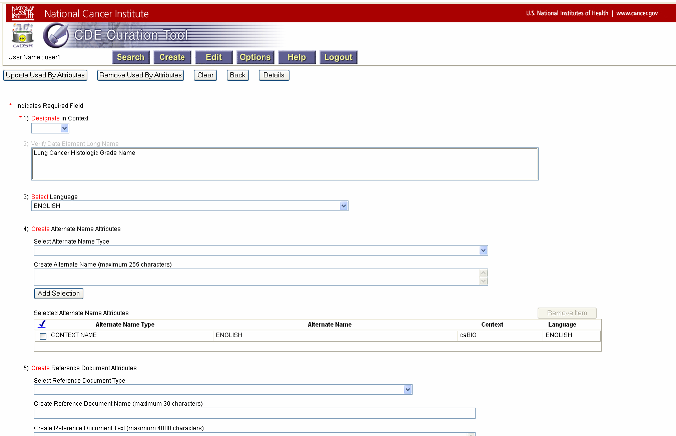 National Cancer Institute
U.S. National Institutes of Health | www.cancer.gov
CDE Curation Tool
User Name : user1
Search Create Edit Options Help Logout
Update Used By Attributes Remove Used By Attributes Clear Back Details
* Indicates Required Field
* 1) Designate in Context
2) Verify Data Element Long Name
Lung Cancer Histologic Grade Name
3) Select Language
ENGLISH
4) Create Alternate Name Attributes
Select Alternate Name Type
Create Alternate Name (maximum 255 characters)
Add Selection
Selected Alternate Name Attributes Remove Item
Alternate Name Type Alternate Name Context Language
CONTEXT NAME ENGLISH caBIG ENGLISH
5) Create Reference Document Attributes
Select Reference Document Type
Create Reference Document Name (maximum 30 characters)
Create Reference Document Text (maximum 4000 characters)